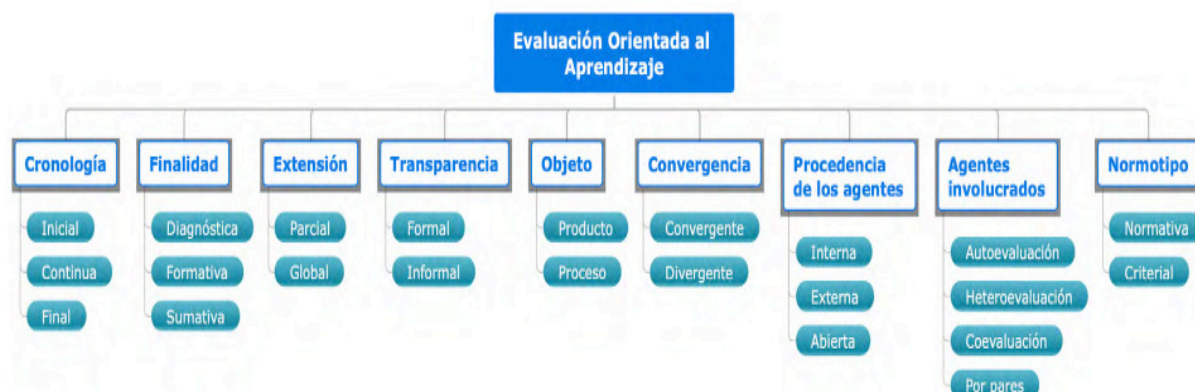 Evaluación Orientada al
Aprendizaje
Cronología
Inicial
Continua
Final
Finalidad
Diagnóstica
Formativa
Sumativa
Extensión
Parcial
Global
Transparencia
Formal
Informal
Objeto
Producto
Proceso
Convergencia
Convergente
Divergente
Procedencia
de los agentes
Interna
Externa
Abierta
Agentes
involucrados
Autoevaluación
Heteroevaluación
Coevaluación
Por pares
Normotipo
Normativa
Criterial